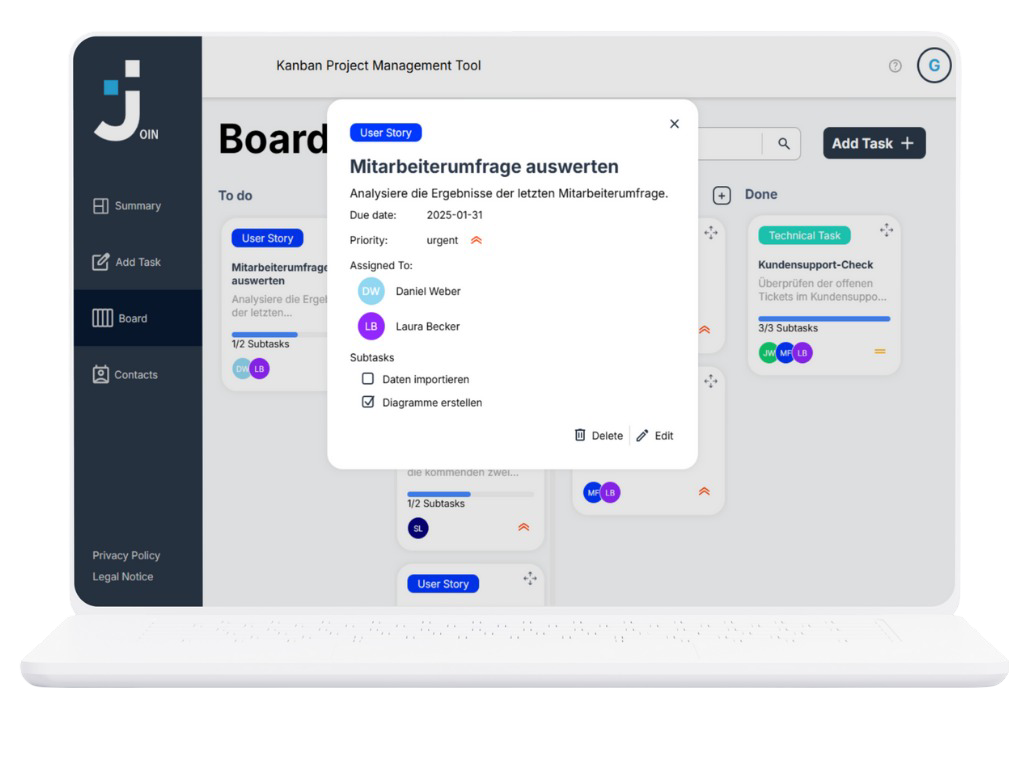 Kanban Project Management Tool
G
OIN
Summary
Add Task
Board
Contacts
Privacy Policy
Legal Notice
Board
Add Task
To do
User Story
Mitarbeiterumfrage
auswerten
Analysiere die Ergeb
der letzten...
1/2 Subtasks
DW LB
User Story
Mitarbeiterumfrage auswerten
Analysiere die Ergebnisse der letzten Mitarbeiterumfrage.
Due date: 2025-01-31
Priority: urgent
Assigned To:
DW Daniel Weber
LB Laura Becker
Subtasks
Daten importieren
Diagramme erstellen
Delete Edit
die kommenden zwei...
1/2 Subtasks
SL
User Story
MF LB
Done
Technical Task
Kundensupport-Check
Überprüfen der offenen
Tickets im Kundensuppo...
3/3 Subtasks
JW MF LB